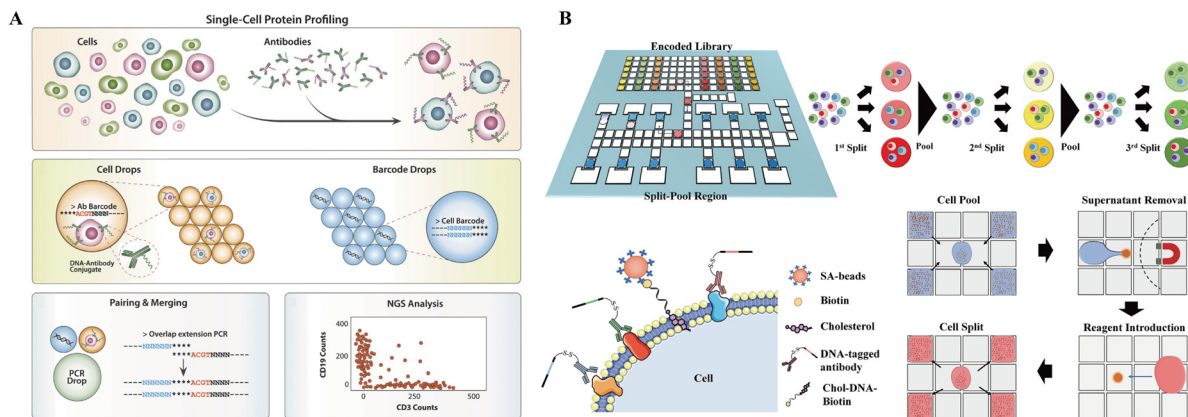 A
Single-Cell Protein Profiling
Cells
Antibodies
Cell Drops
Barcode Drops
> Ab Barcode
****ACGTNNNN-----
DNA-Antibody
Conjugate
> Cell Barcode
---NNNNNN****
---NNNNNN****
Pairing & Merging
PCR
Drop
> Overlap extension PCR
----NNNNNN****
****ACGTNNNN----
----NNNNNN****ACGTNNNN----
----NNNNNN****ACGTNNNN----
NGS Analysis
CD19 Counts
400
200
0
0 100 200 300 400 500
CD3 Counts
B
Encoded Library
Split-Pool Region
1st Split
Pool
2nd Split
Pool
3rd Split
S-S
S-S
S-S
Cell
SA-beads
Biotin
Cholesterol
DNA-tagged
antibody
Chol-DNA-
Biotin
Cell Pool
Supernatant Removal
Cell Split
Reagent Introduction